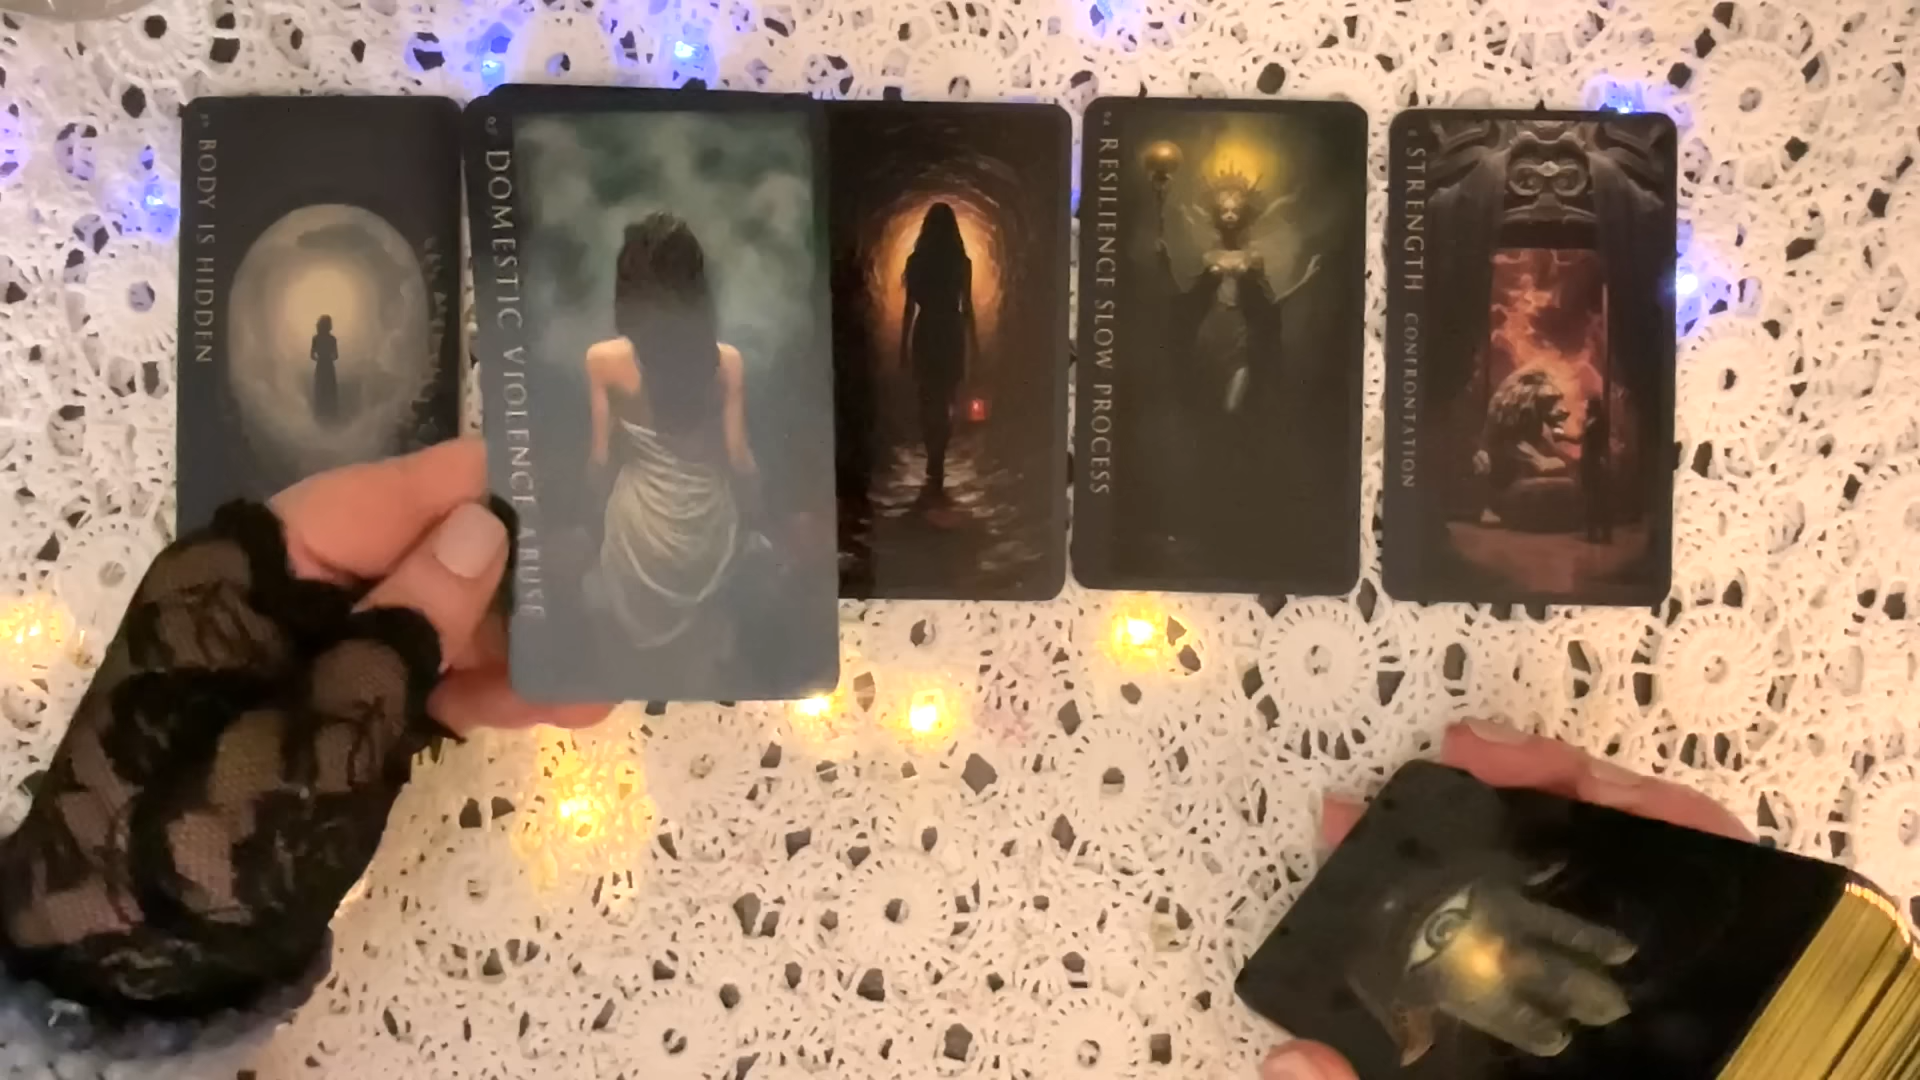 BODY IS HIDDEN
DOMESTIC VIOLENCE ABUSE
RESILIENCE SLOW PROCESS
STRENGTH CONFRONTATION